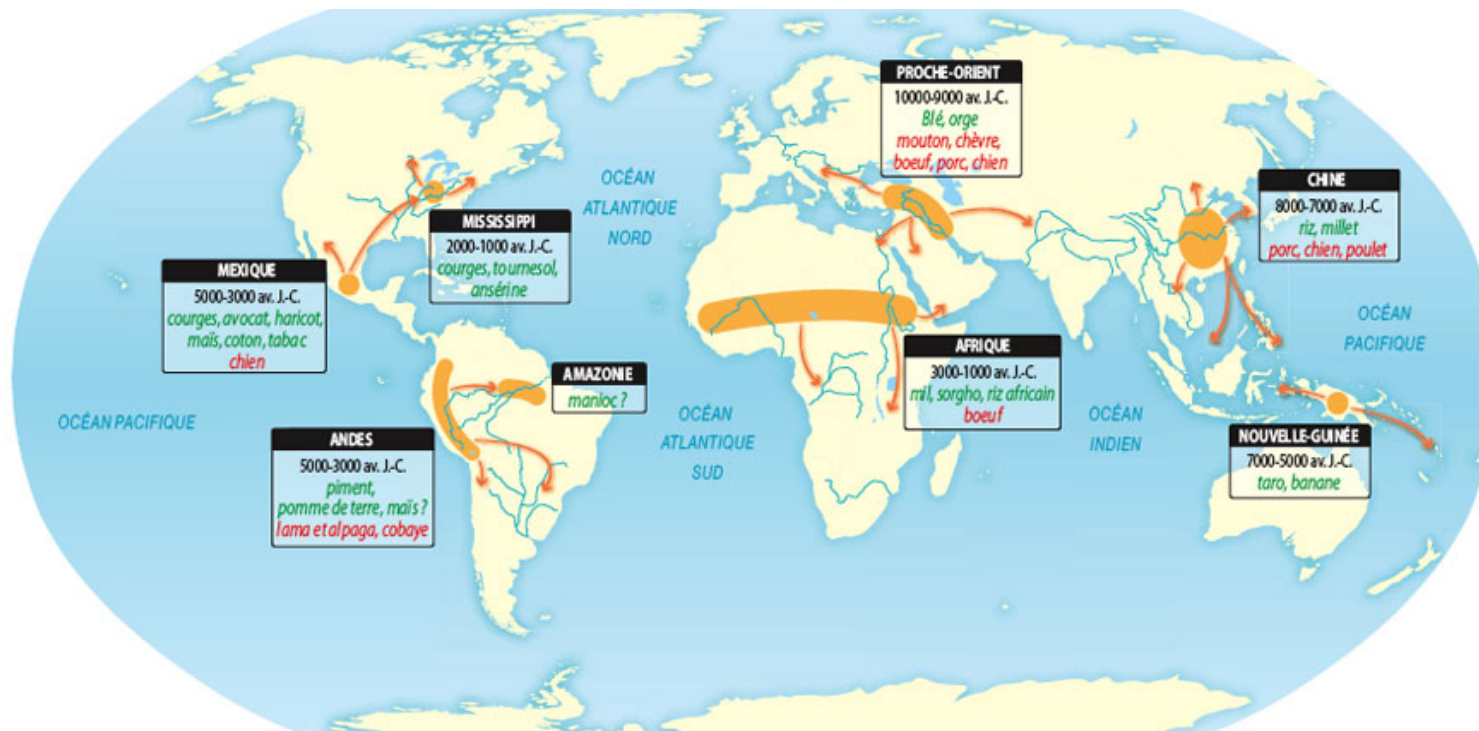 PROCHE-ORIENT
10000-9000 av. J.-C.
Blé, orge
mouton, chèvre,
boeuf, porc, chien
CHINE
8000-7000 av. J.-C.
riz, millet
porc, chien, poulet
OCÉAN
ATLANTIQUE
NORD
MISSISSIPPI
2000-1000 av. J.-C.
courges, tournesol,
ansérine
MEXIQUE
5000-3000 av. J.-C.
courges, avocat, haricot,
maïs, coton, tabac
chien
OCÉAN
PACIFIQUE
AFRIQUE
3000-1000 av. J.-C.
mil, sorgho, riz africain
boeuf
AMAZONIE
manioc ?
OCÉAN PACIFIQUE
OCÉAN
ATLANTIQUE
SUD
OCÉAN
INDIEN
ANDES
5000-3000 av. J.-C.
piment,
pomme de terre, maïs ?
lama et alpaga, cobaye
NOUVELLE-GUINÉE
7000-5000 av. J.-C.
taro, banane